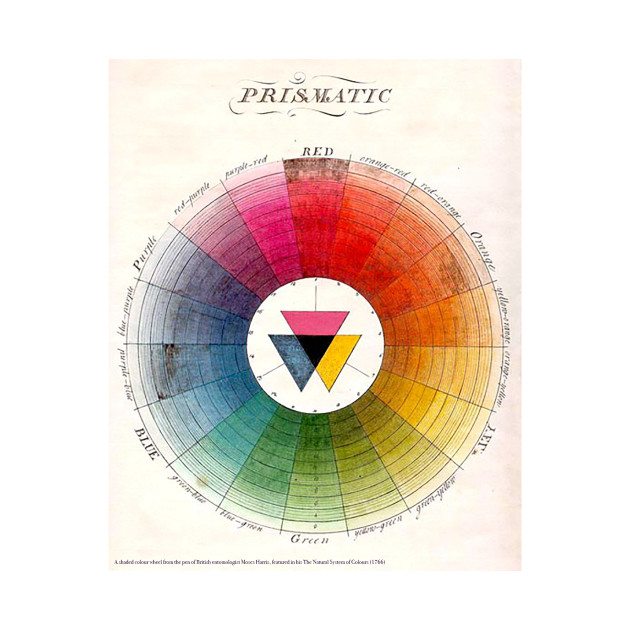 PRISMATIC
RED
orange-red
red-orange
Orange
yellow-orange
orange-yellow
YEL
green-yellow
yellow-green
Green
blue-green
green-blue
BLUE
purple-blue
blue-purple
Purple
red-purple
purple-red
A shaded colour wheel from the pen of British entomologist Moses Harris, featured in his The Natural System of Colours (1766)